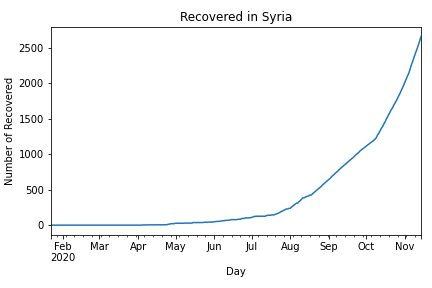 Recovered in Syria
Number of Recovered
2500
2000
1500
1000
500
0
Feb Mar Apr May Jun Jul Aug Sep Oct Nov
2020
Day